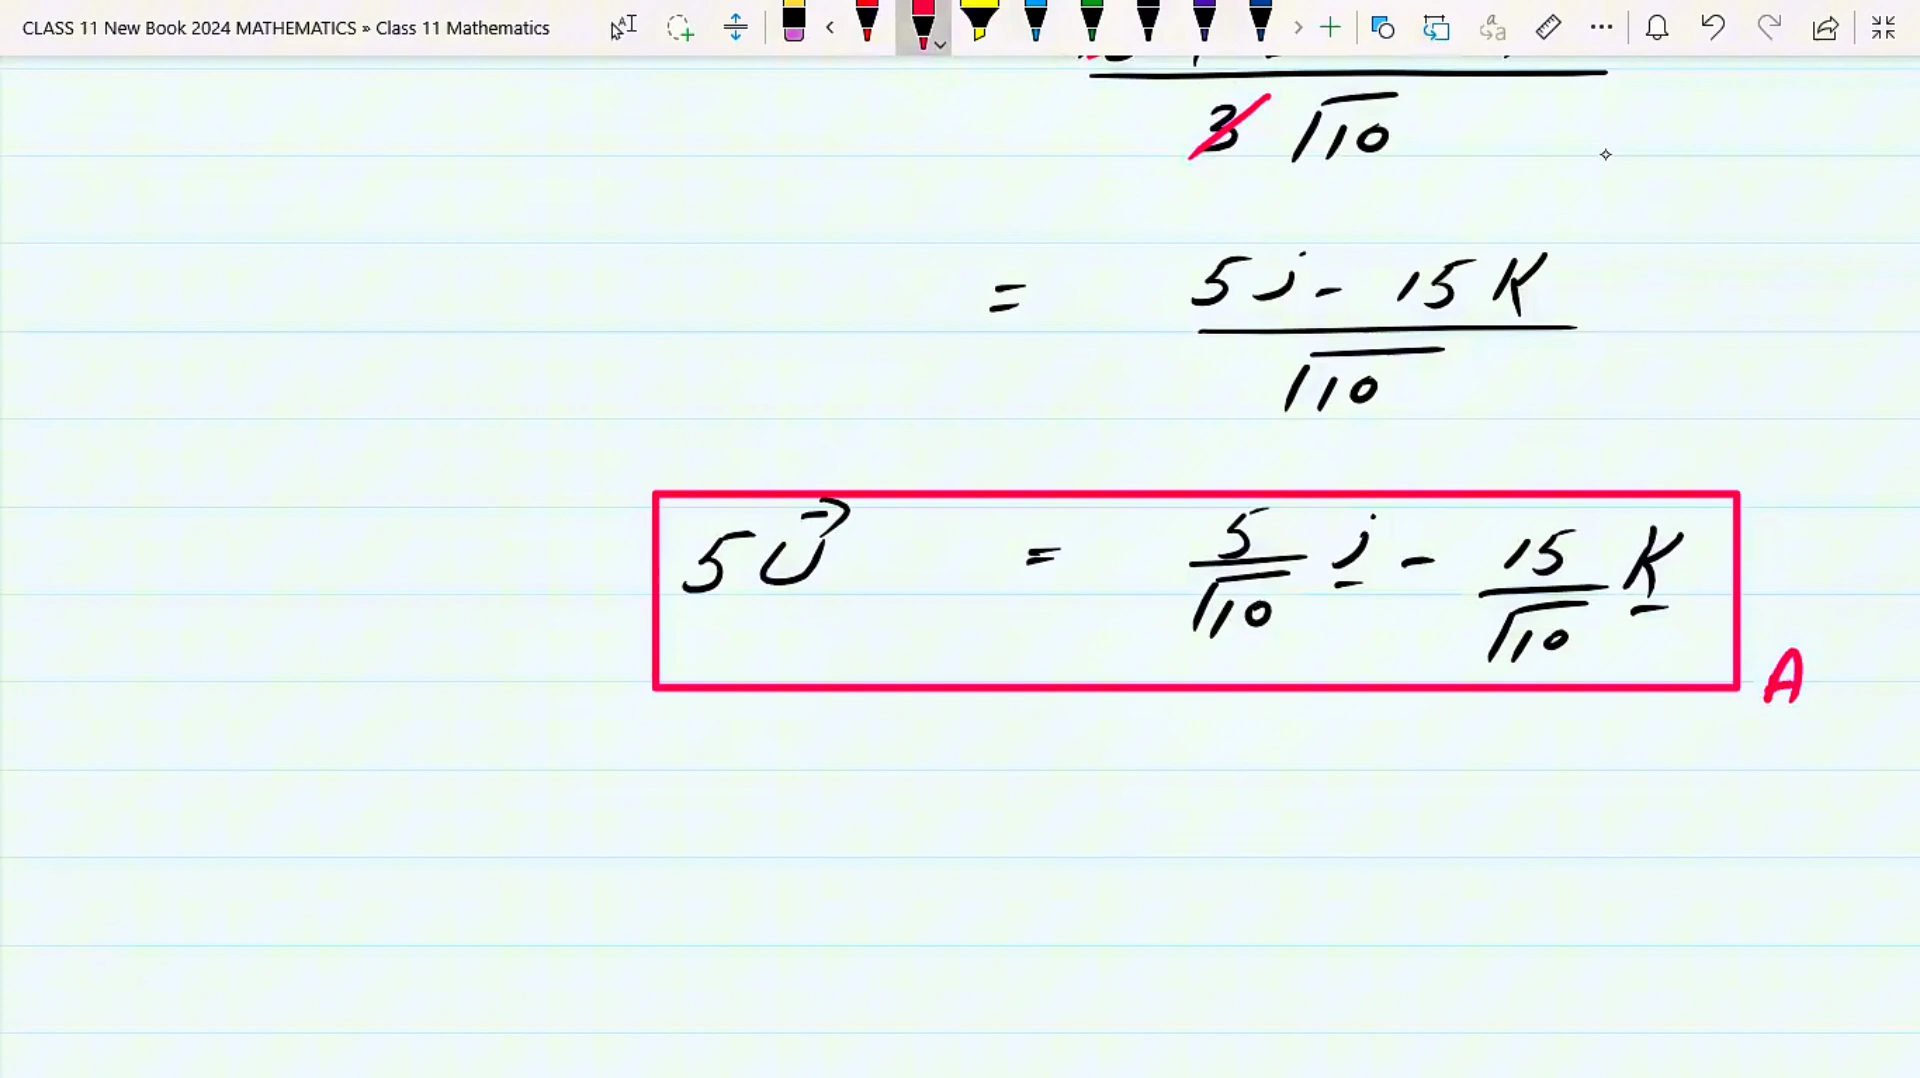 CLASS 11 New Book 2024 MATHEMATICS » Class 11 Mathematics
3 √10
= 5j - 15K
√10
5U⃗ = 5/√10 j - 15/√10 K
A